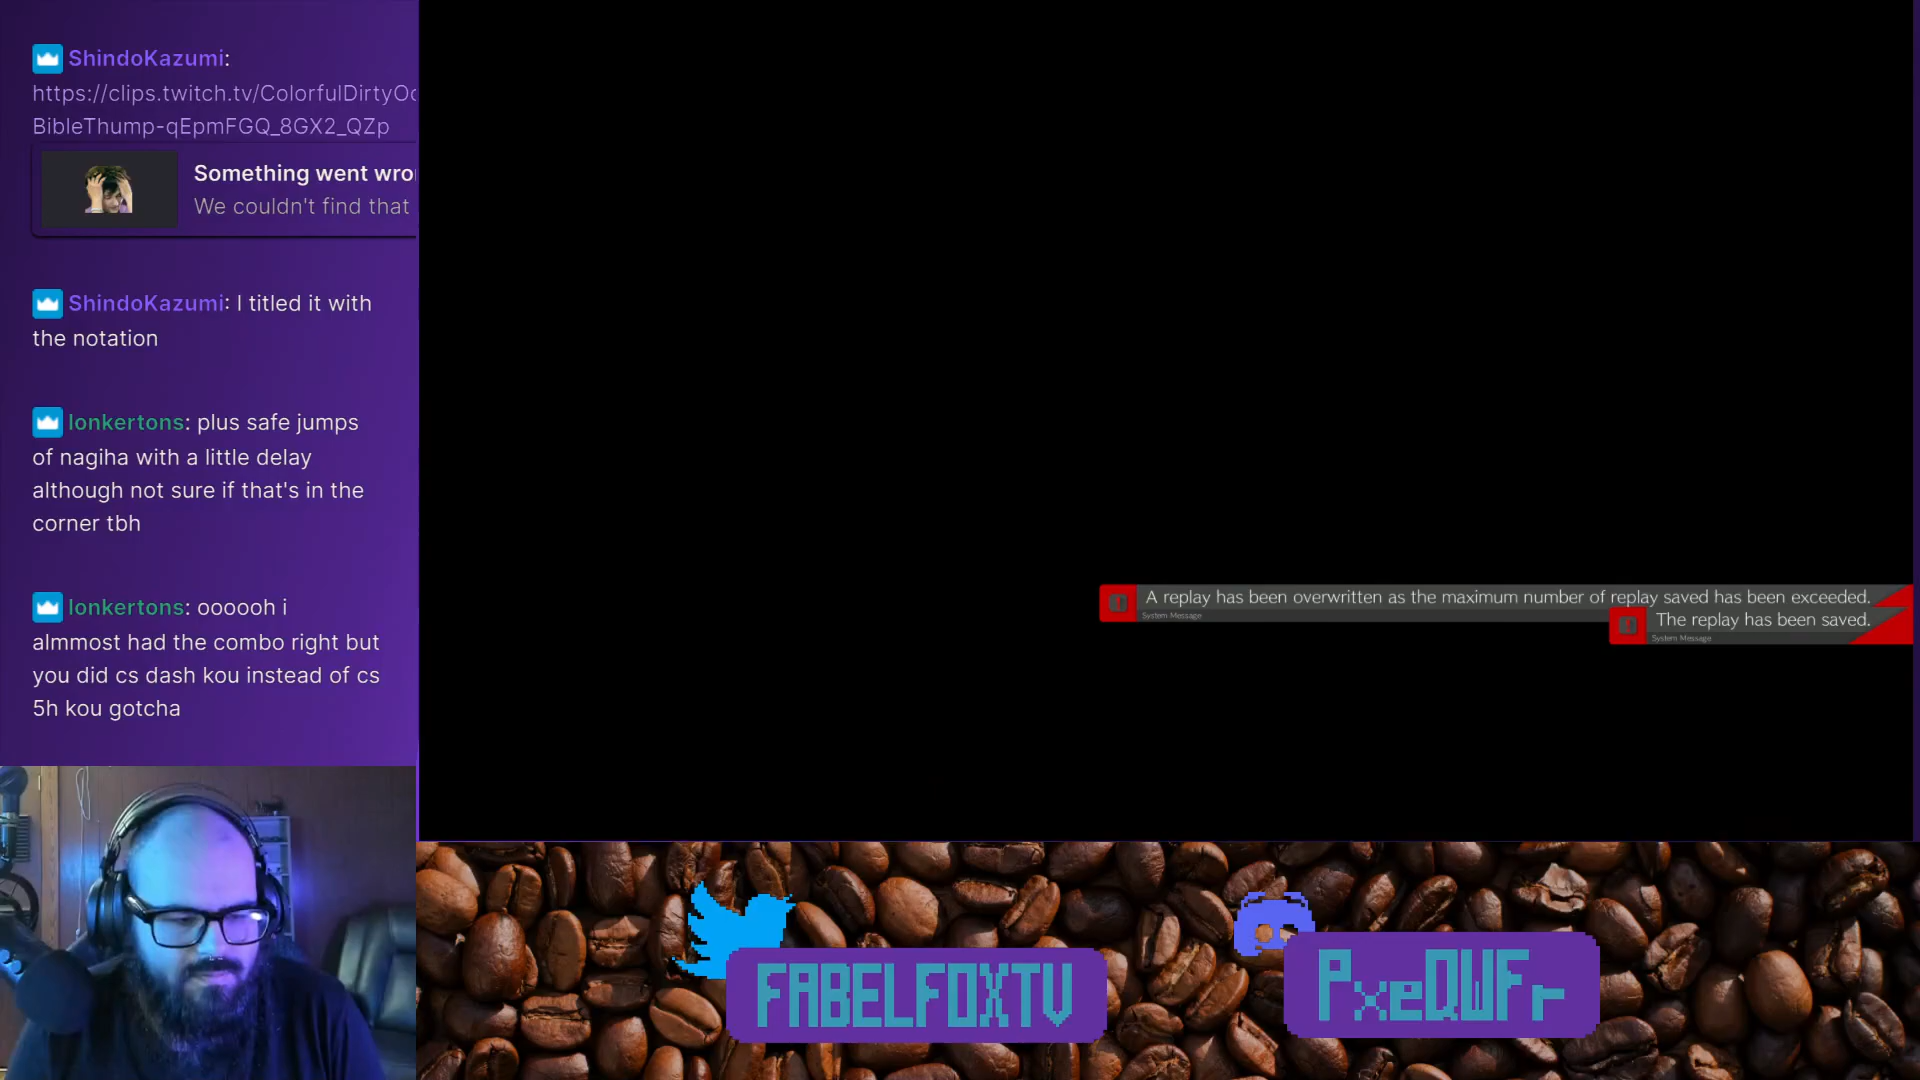 ShindoKazumi:
https://clips.twitch.tv/ColorfulDirtyOc
BibleThump-qEpmFGQ_8GX2_QZp
Something went wro
We couldn't find that
ShindoKazumi: I titled it with
the notation
lonkertons: plus safe jumps
of nagiha with a little delay
although not sure if that's in the
corner tbh
lonkertons: oooooh i
almmost had the combo right but
you did cs dash kou instead of cs
5h kou gotcha
A replay has been overwritten as the maximum number of replay saved has been exceeded.
System Message
The replay has been saved.
System Message
FABELFOXTV
PxeQWFr